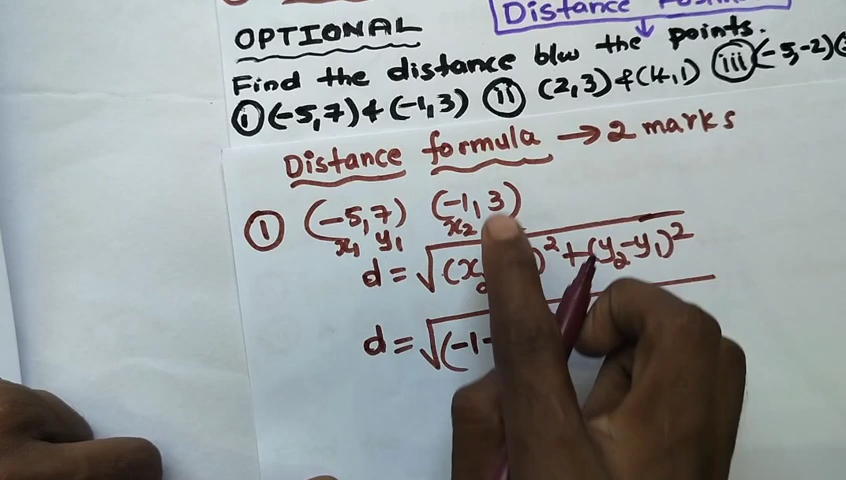 Distance
OPTIONAL
Find the distance b/w the points.
(i) (-5,7) & (-1,3) (ii) (2,3) & (4,1) (iii) (-5,-2)
Distance formula → 2 marks
① (-5,7) (-1,3)
x₁ y₁ x₂
d = √(x₂ )² + (y₂-y₁)²
d = √(-1-